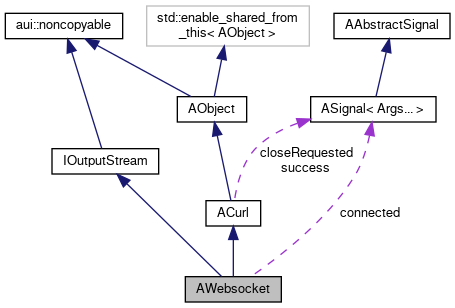 aui::noncopyable
std::enable_shared_from
_this< AObject >
AAbstractSignal
AObject
ASignal< Args... >
IOutputStream
closeRequested
success
ACurl
connected
AWebsocket